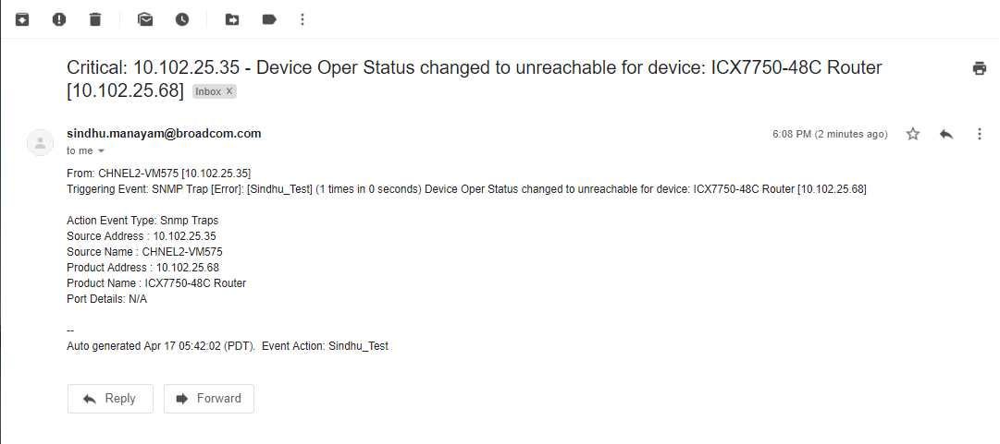 Critical: 10.102.25.35 - Device Oper Status changed to unreachable for device: ICX7750-48C Router
[10.102.25.68] Inbox X
sindhu.manayam@broadcom.com 6:08 PM (2 minutes ago)
to me
From: CHNEL2-VM575 [10.102.25.35]
Triggering Event: SNMP Trap [Error]: [Sindhu_Test] (1 times in 0 seconds) Device Oper Status changed to unreachable for device: ICX7750-48C Router [10.102.25.68]
Action Event Type: Snmp Traps
Source Address : 10.102.25.35
Source Name : CHNEL2-VM575
Product Address : 10.102.25.68
Product Name : ICX7750-48C Router
Port Details: N/A
--
Auto generated Apr 17 05:42:02 (PDT).  Event Action: Sindhu_Test
Reply Forward